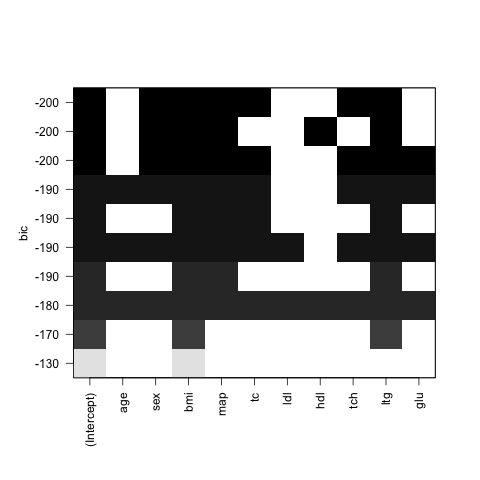 bic
-200
-200
-200
-190
-190
-190
-190
-180
-170
-130
(Intercept)
age
sex
bmi
map
tc
ldl
hdl
tch
ltg
glu